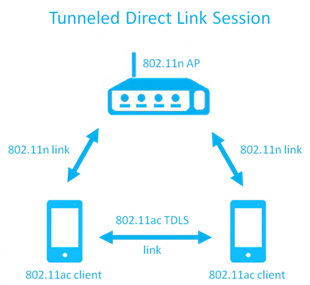 Tunneled Direct Link Session
802.11n AP
802.11n link
802.11n link
802.11ac TDLS
link
802.11ac client
802.11ac client